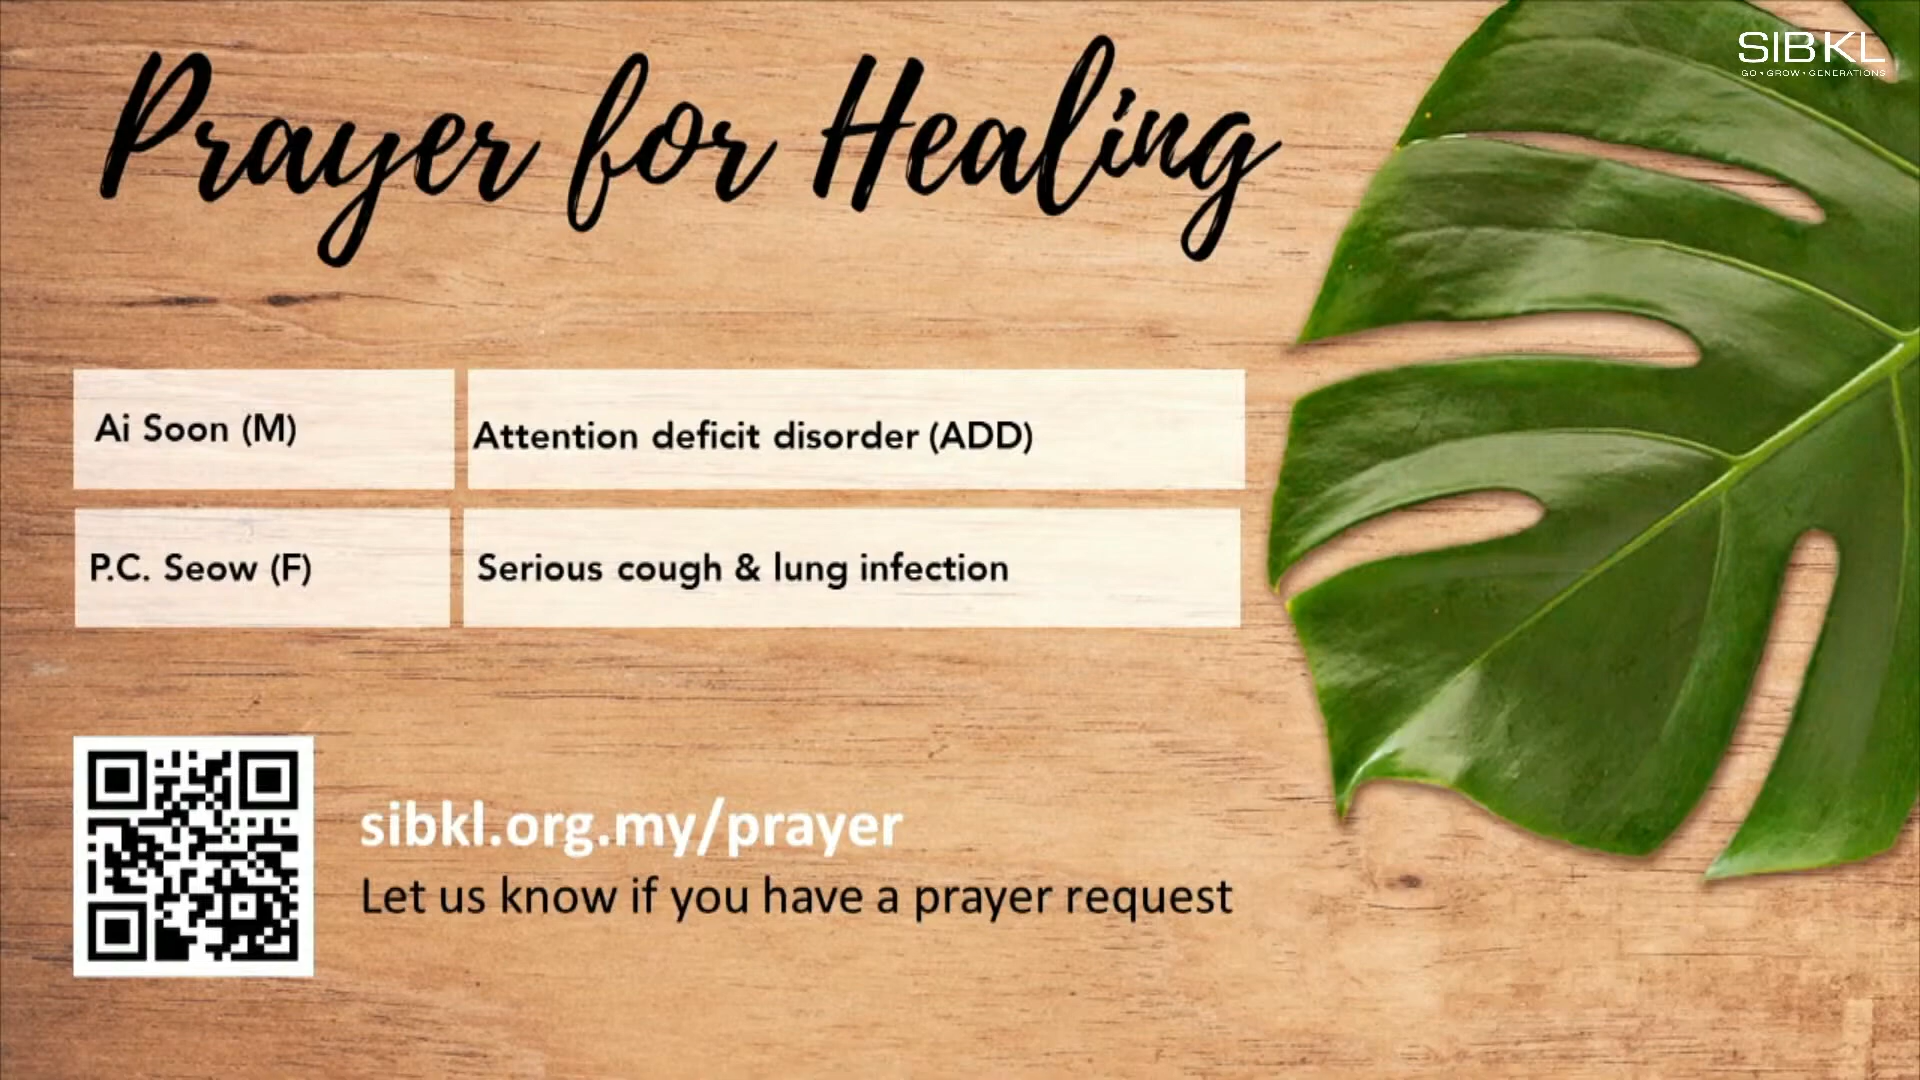 SIBKL
GO • GROW • GENERATIONS
Prayer for Healing
Ai Soon (M)
Attention deficit disorder (ADD)
P.C. Seow (F)
Serious cough & lung infection
sibkl.org.my/prayer
Let us know if you have a prayer request